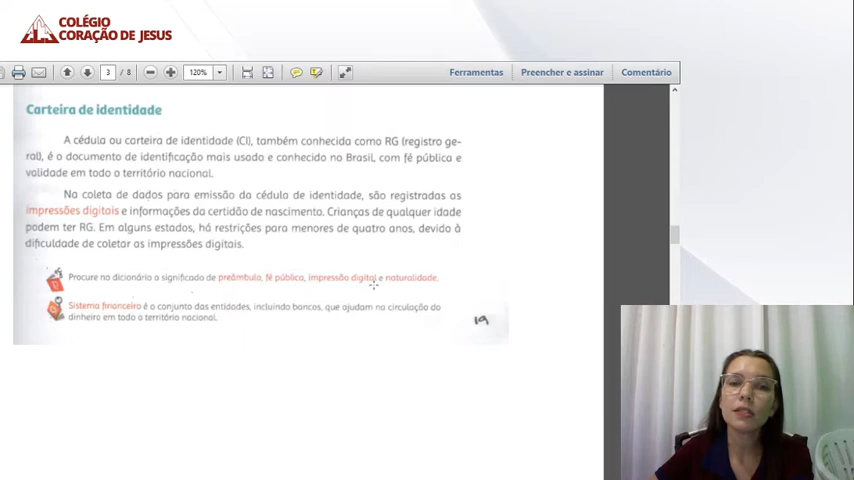 COLÉGIO
CORAÇÃO DE JESUS
3 / 8
120%
Ferramentas
Preencher e assinar
Comentário
Carteira de identidade
A cédula ou carteira de identidade (CI), também conhecida como RG (registro ge-
ral), é o documento de identificação mais usado e conhecido no Brasil, com fé pública e
validade em todo o território nacional.
Na coleta de dados para emissão da cédula de identidade, são registradas as
impressões digitais e informações da certidão de nascimento. Crianças de qualquer idade
podem ter RG. Em alguns estados, há restrições para menores de quatro anos, devido à
dificuldade de coletar as impressões digitais.
Procure no dicionário o significado de preâmbulo, fé pública, impressão digital e naturalidade.
Sistema financeiro é o conjunto das entidades, incluindo bancos, que ajudam na circulação do
dinheiro em todo o território nacional.
19